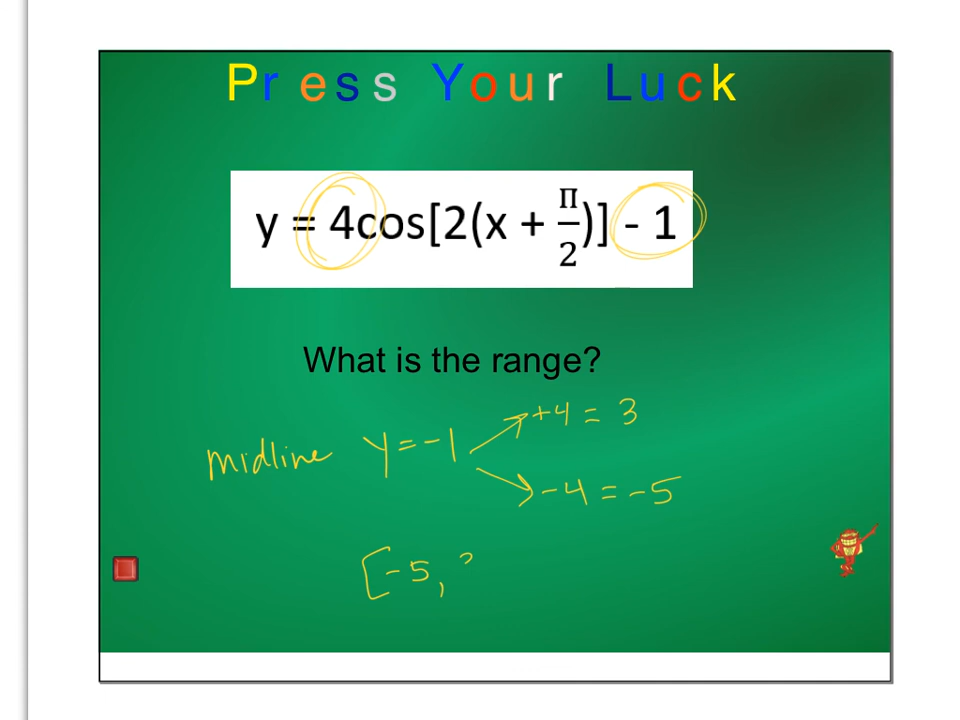 Press Your Luck
y = 4cos[2(x + π/2)] - 1
What is the range?
+4 = 3
midline y = -1
-4 = -5
[-5,